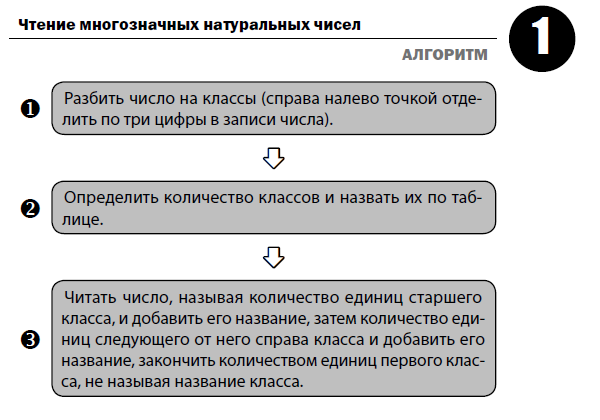 Чтение многозначных натуральных чисел
1
АЛГОРИТМ
1
Разбить число на классы (справа налево точкой отде-
лить по три цифры в записи числа).
2
Определить количество классов и назвать их по таб-
лице.
3
Читать число, называя количество единиц старшего
класса, и добавить его название, затем количество еди-
ниц следующего от него справа класса и добавить его
название, закончить количеством единиц первого клас-
са, не называя название класса.